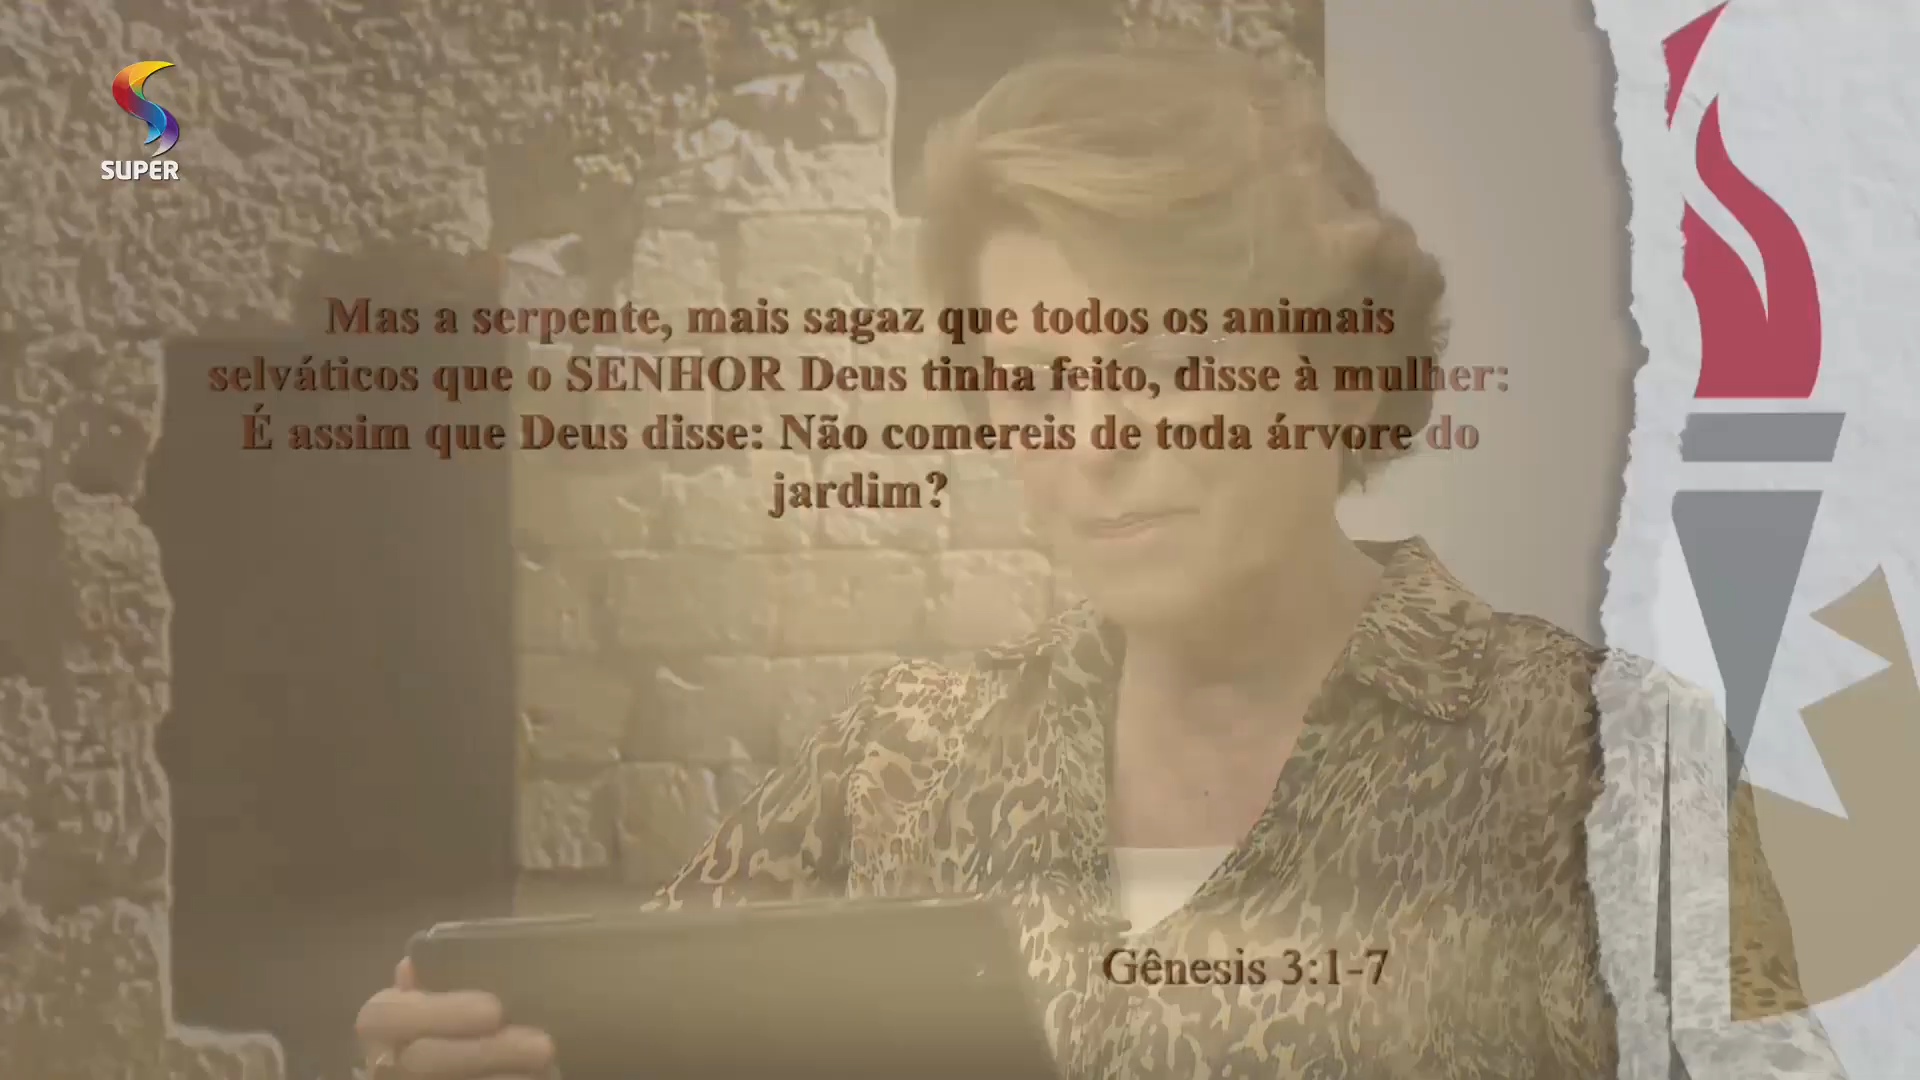 SUPER
Mas a serpente, mais sagaz que todos os animais
selváticos que o SENHOR Deus tinha feito, disse à mulher:
É assim que Deus disse: Não comereis de toda árvore do
jardim?
Gênesis 3:1-7